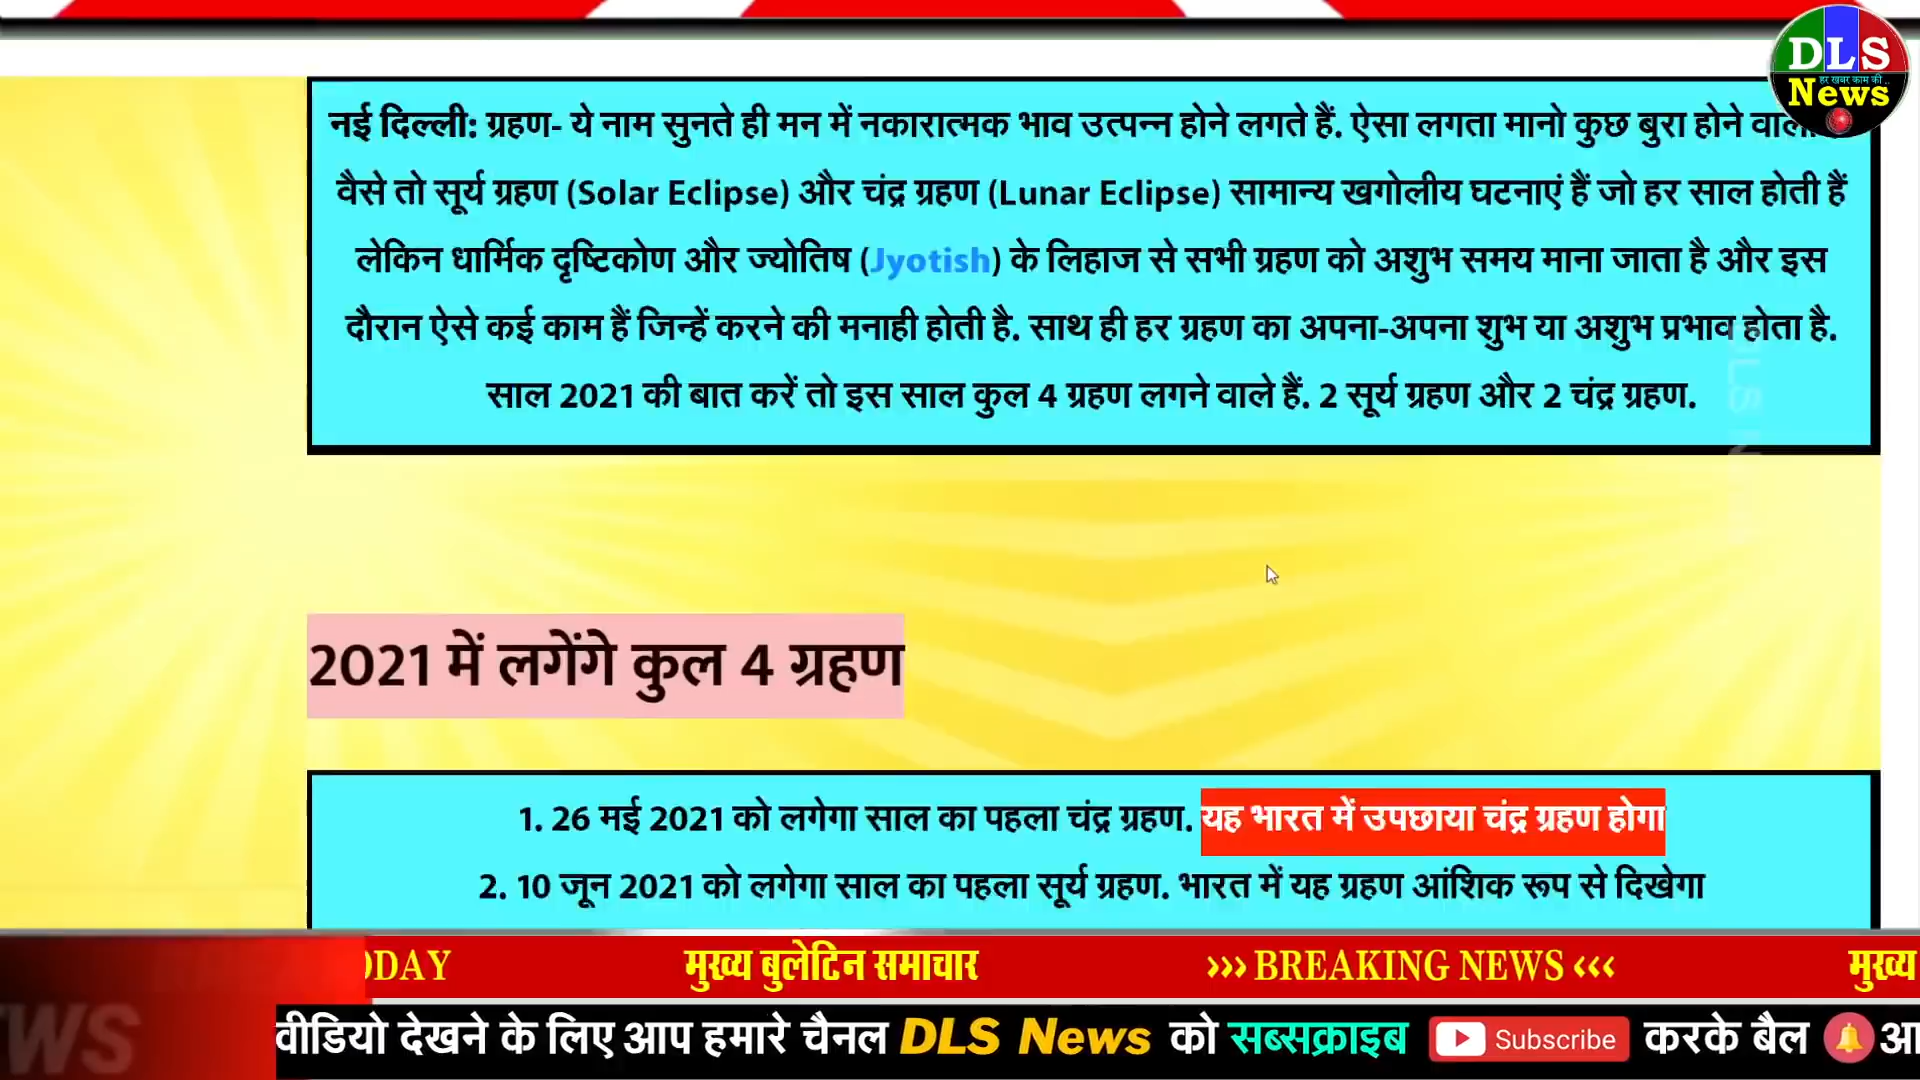 DLS
हर खबर काम की..
News
नई दिल्ली: ग्रहण- ये नाम सुनते ही मन में नकारात्मक भाव उत्पन्न होने लगते हैं. ऐसा लगता मानो कुछ बुरा होने
वैसे तो सूर्य ग्रहण (Solar Eclipse) और चंद्र ग्रहण (Lunar Eclipse) सामान्य खगोलीय घटनाएं हैं जो हर साल होती हैं
लेकिन धार्मिक दृष्टिकोण और ज्योतिष (Jyotish) के लिहाज से सभी ग्रहण को अशुभ समय माना जाता है और इस
दौरान ऐसे कई काम हैं जिन्हें करने की मनाही होती है. साथ ही हर ग्रहण का अपना-अपना शुभ या अशुभ प्रभाव होता है.
साल 2021 की बात करें तो इस साल कुल 4 ग्रहण लगने वाले हैं. 2 सूर्य ग्रहण और 2 चंद्र ग्रहण.
2021 में लगेंगे कुल 4 ग्रहण
1. 26 मई 2021 को लगेगा साल का पहला चंद्र ग्रहण. यह भारत में उपछाया चंद्र ग्रहण होगा
2. 10 जून 2021 को लगेगा साल का पहला सूर्य ग्रहण. भारत में यह ग्रहण आंशिक रूप से दिखेगा
ODAY मुख्य बुलेटिन समाचार ››› BREAKING NEWS ‹‹‹ मुख्य
EWS
वीडियो देखने के लिए आप हमारे चैनल DLS News को सब्सक्राइब Subscribe करके बैल आ